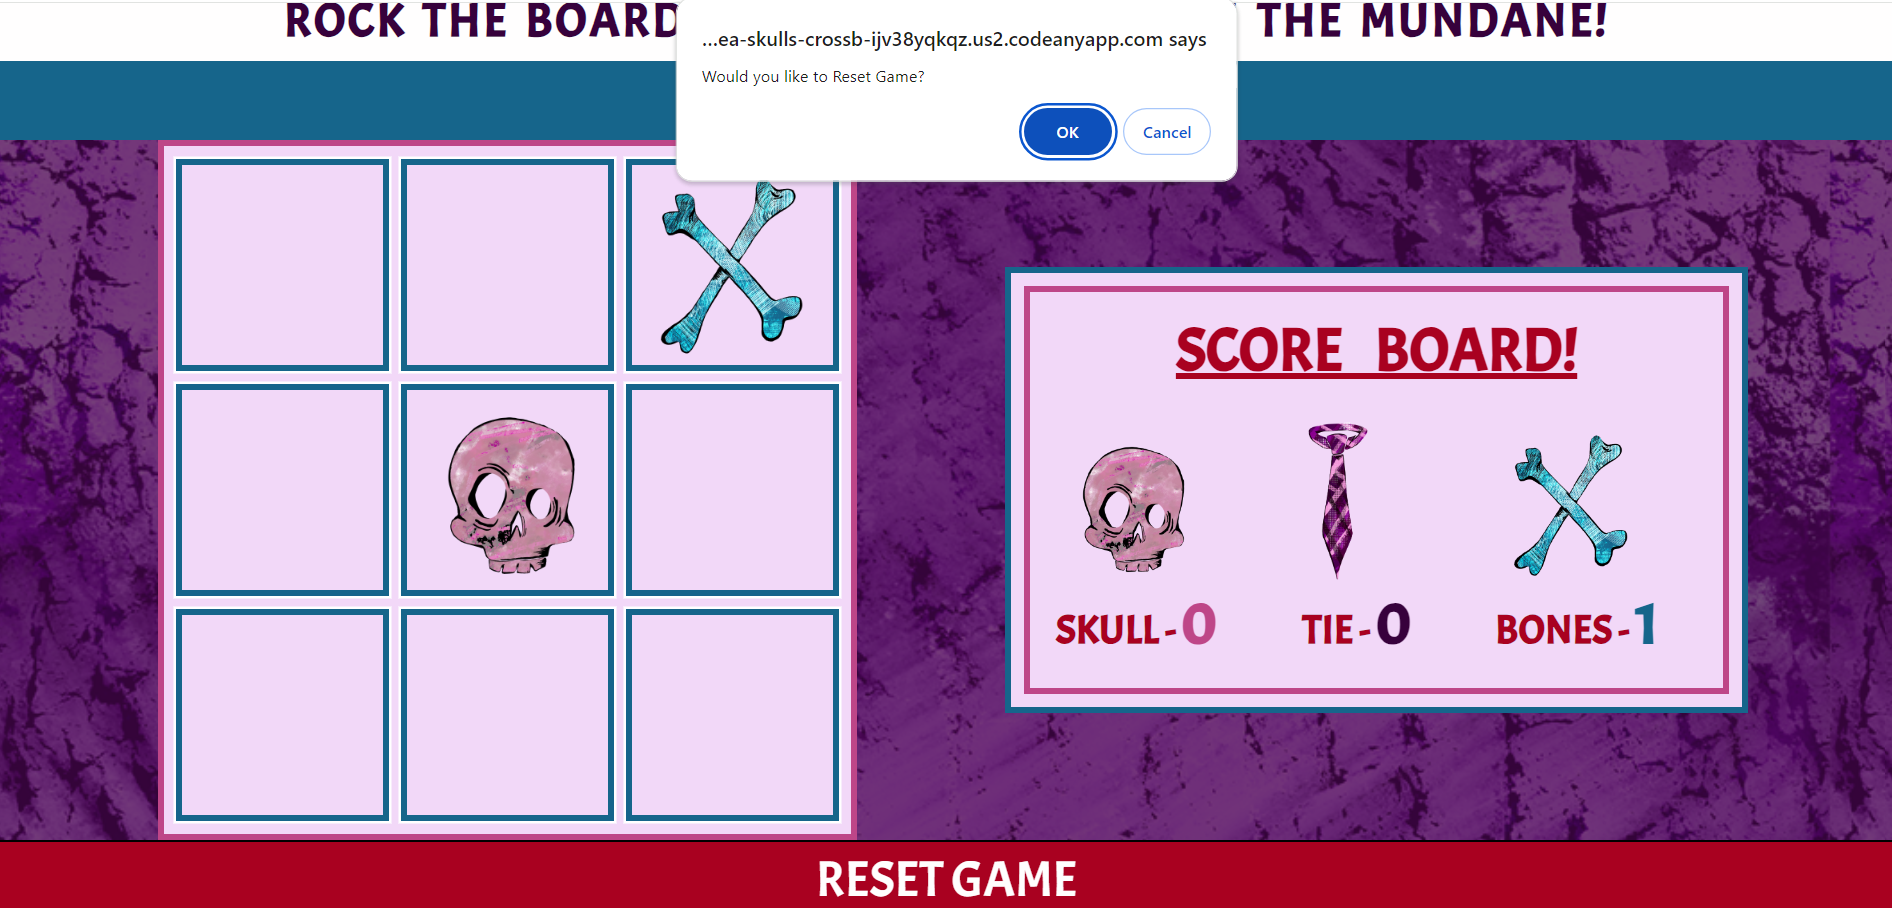 ROCK THE BOARD
THE MUNDANE!
...ea-skulls-crossb-ijv38yqkqz.us2.codeanyapp.com says
Would you like to Reset Game?
OK
Cancel
SCORE BOARD!
SKULL-0
TIE-0
BONES-1
RESET GAME